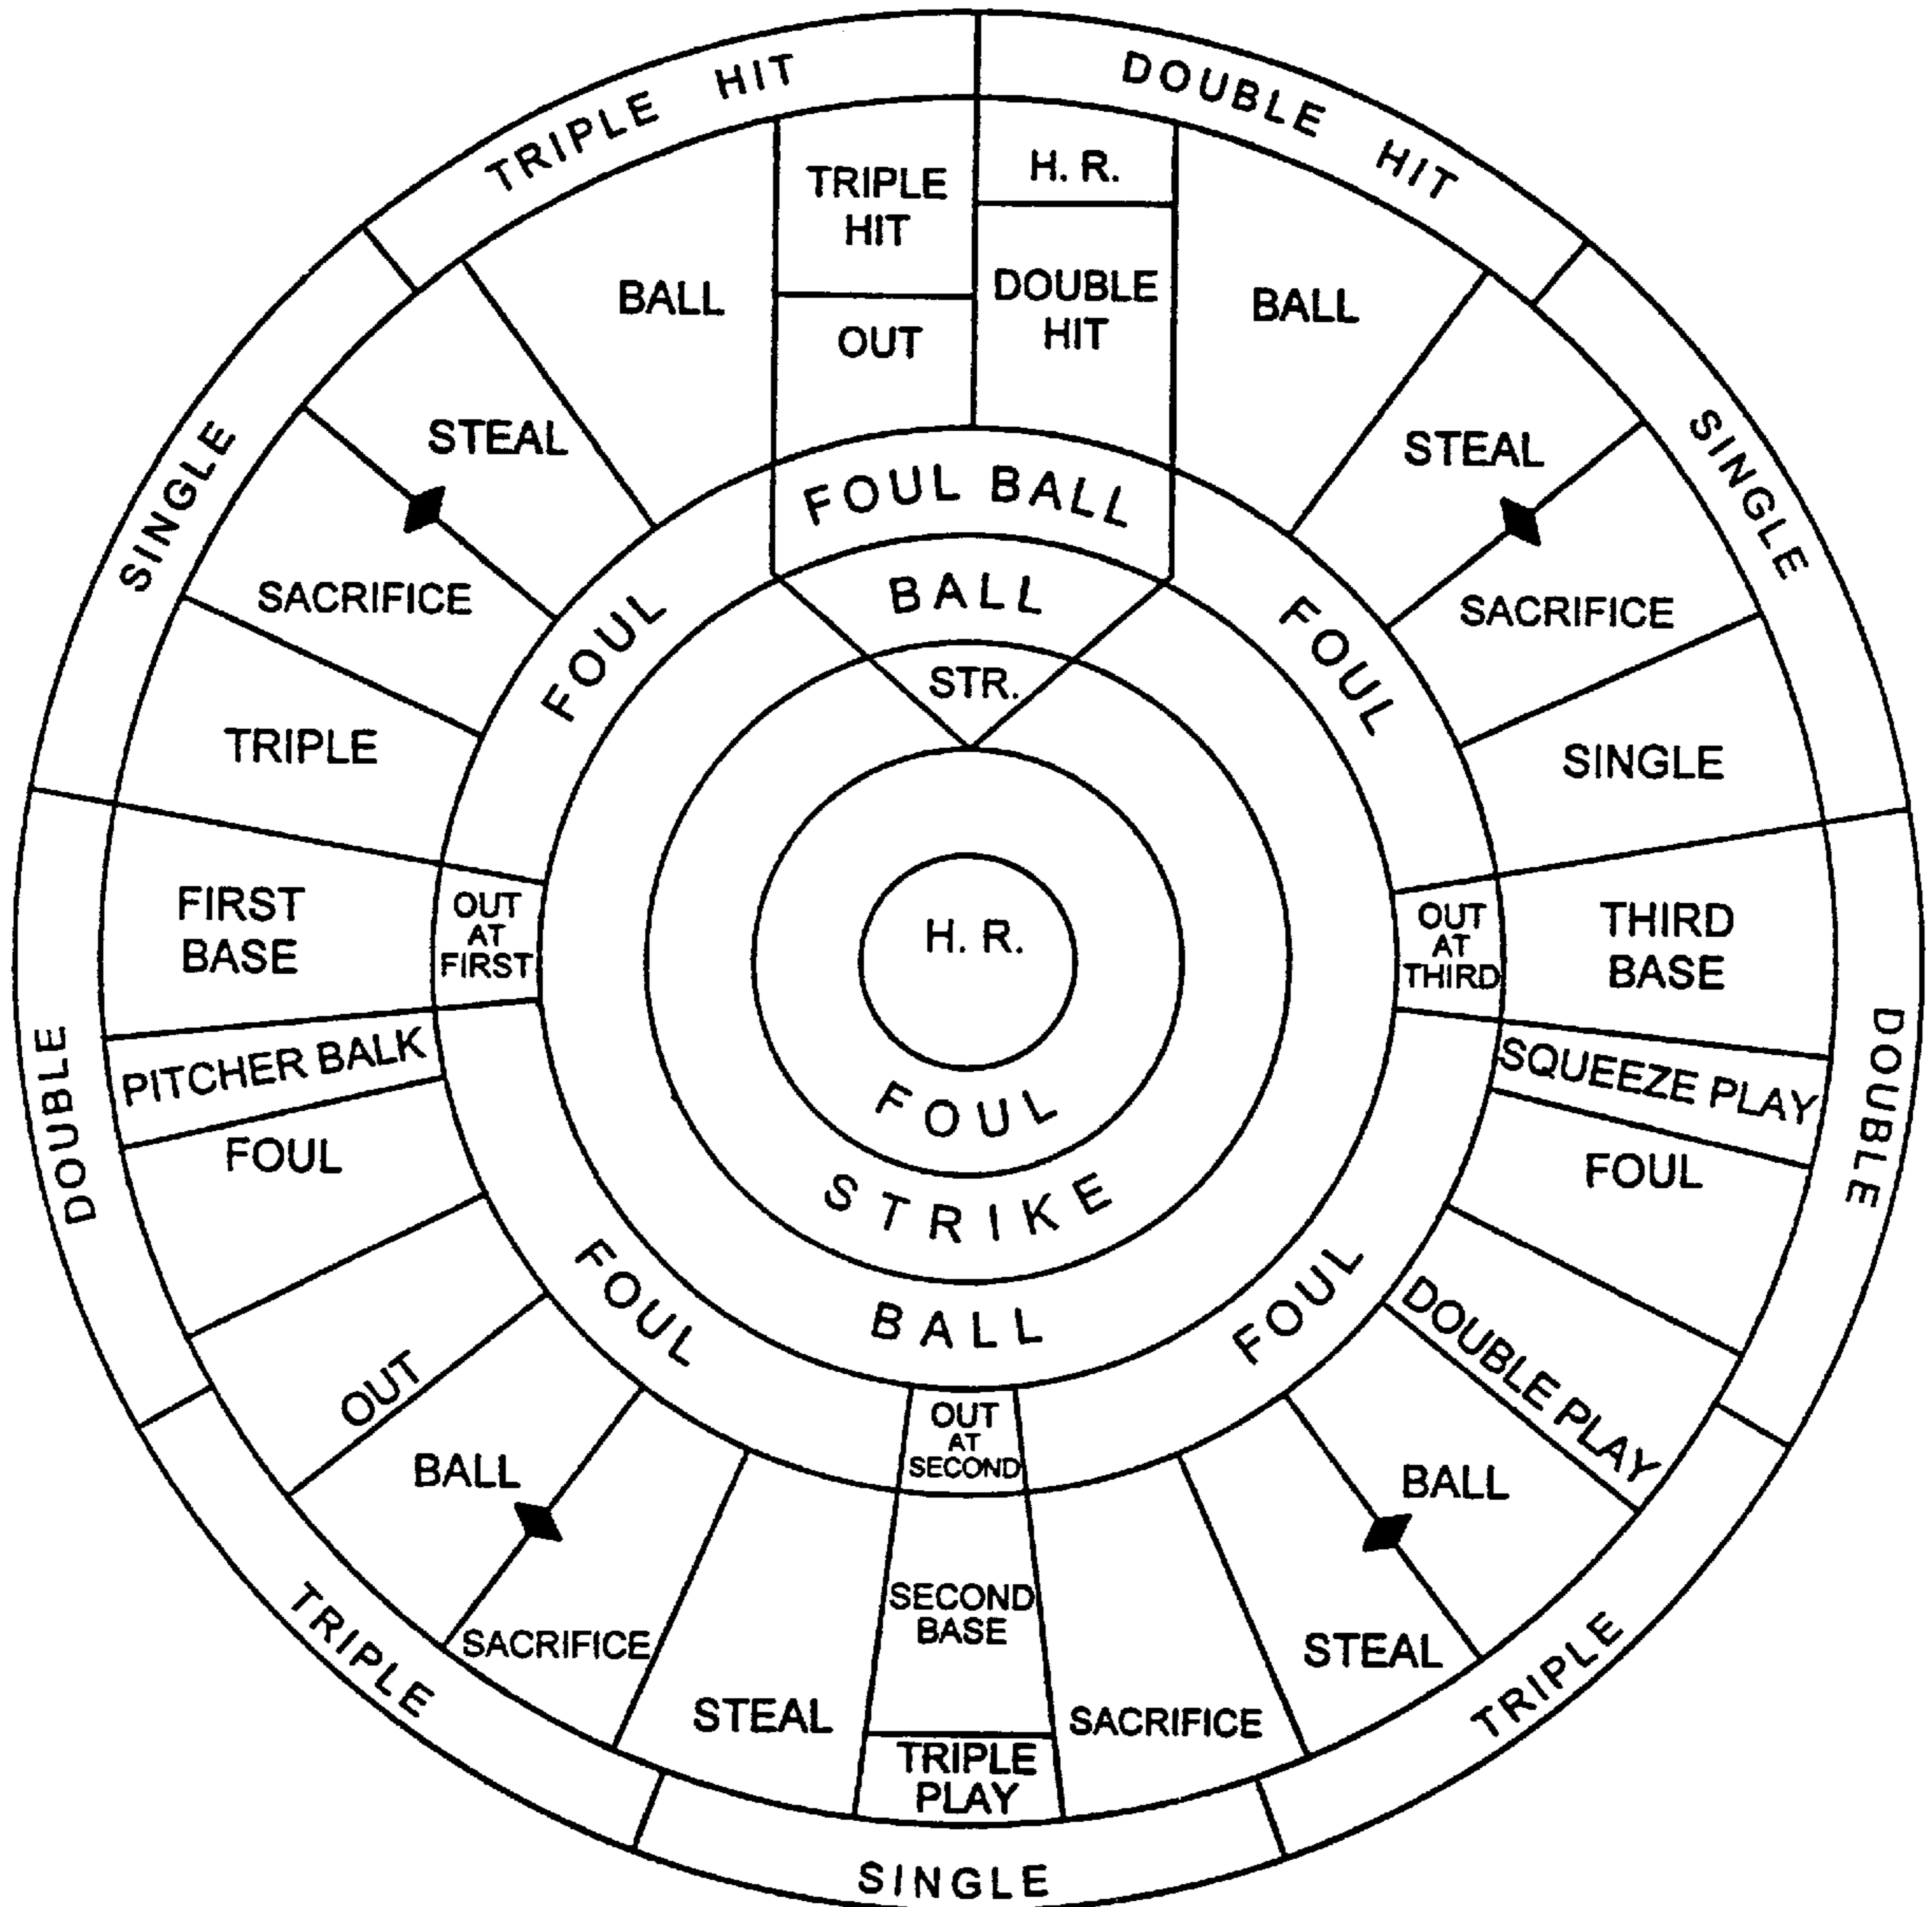 TRIPLE HIT
DOUBLE HIT
H. R.
TRIPLE
HIT
BALL
DOUBLE
HIT
BALL
OUT
STEAL
STEAL
SINGLE
SINGLE
FOUL BALL
BALL
SACRIFICE
FOUL
FOUL
SACRIFICE
STR.
TRIPLE
SINGLE
FIRST
BASE
OUT
AT
FIRST
H. R.
OUT
AT
THIRD
THIRD
BASE
DOUBLE
PITCHER BALK
FOUL
SQUEEZE PLAY
DOUBLE
FOUL
STRIKE
FOUL
FOUL
BALL
FOUL
DOUBLE PLAY
OUT
OUT
AT
SECOND
BALL
BALL
SECOND
BASE
SACRIFICE
STEAL
TRIPLE
STEAL
SACRIFICE
TRIPLE
TRIPLE
PLAY
SINGLE